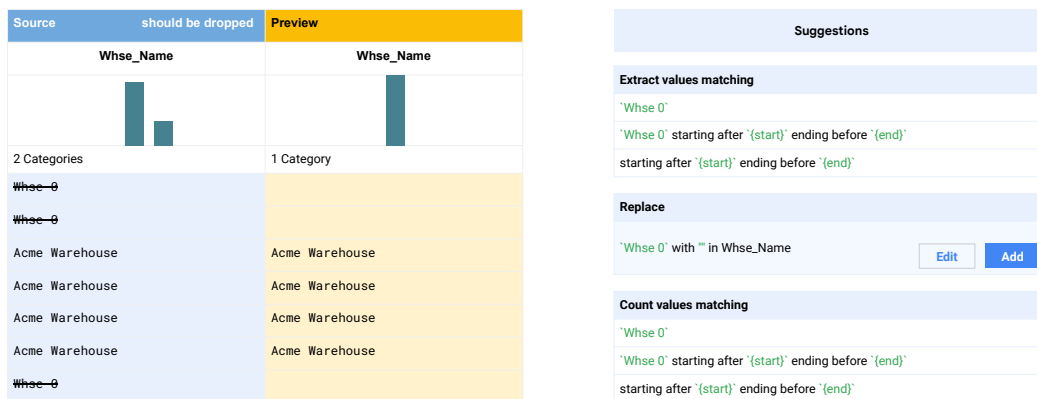 Source should be dropped Preview
Whse_Name Whse_Name
2 Categories 1 Category
Whse 0
Whse 0
Acme Warehouse Acme Warehouse
Acme Warehouse Acme Warehouse
Acme Warehouse Acme Warehouse
Acme Warehouse Acme Warehouse
Whse 0
Suggestions
Extract values matching
`Whse 0`
`Whse 0` starting after `{start}` ending before `{end}`
starting after `{start}` ending before `{end}`
Replace
`Whse 0` with "" in Whse_Name
Edit Add
Count values matching
`Whse 0`
`Whse 0` starting after `{start}` ending before `{end}`
starting after `{start}` ending before `{end}`